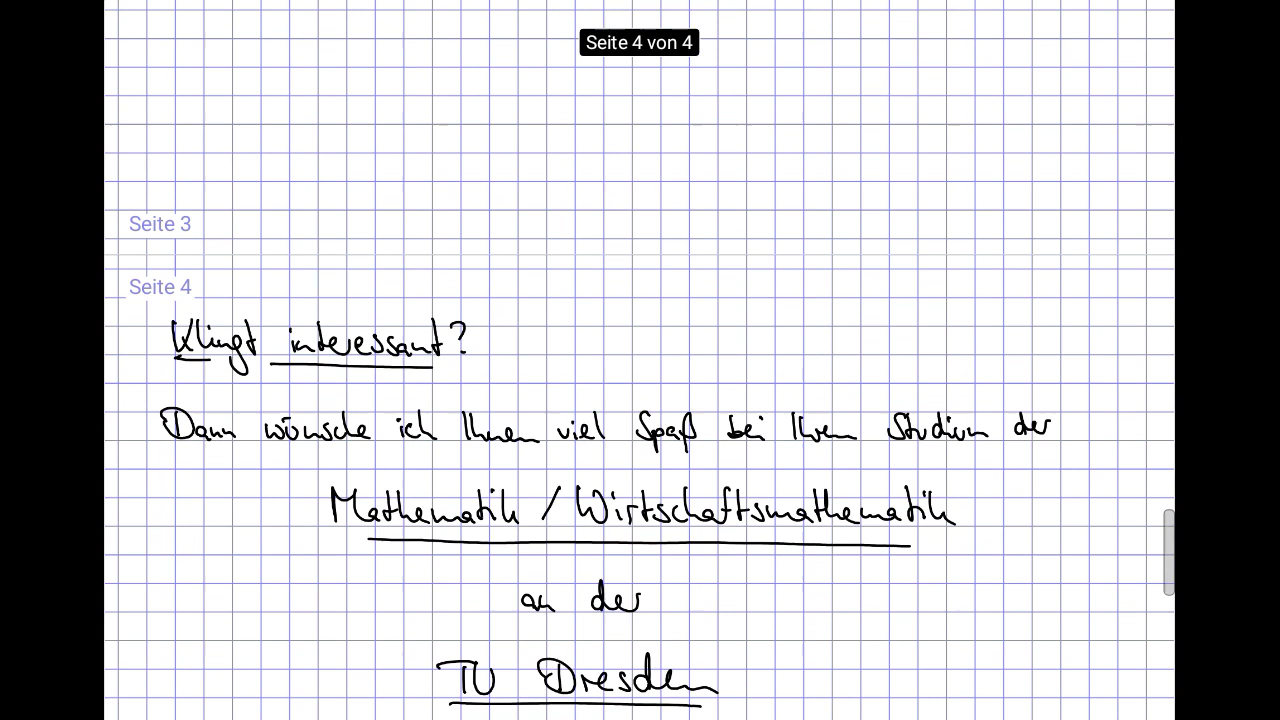 Seite 4 von 4
Seite 3
Seite 4
Klingt interessant?
Dann wünsche ich Ihnen viel Spaß bei Ihrem Studium der
Mathematik / Wirtschaftsmathematik
an der
TU Dresden